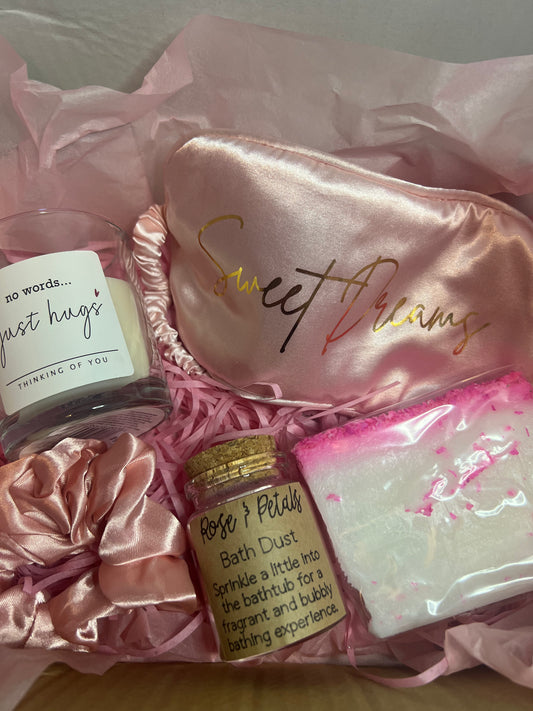 Sweet Dreams
no words...
just hugs
THINKING OF YOU
Rose & Petals
Bath Dust
Sprinkle a little into
the bathtub for a
fragrant and bubbly
bathing experience.